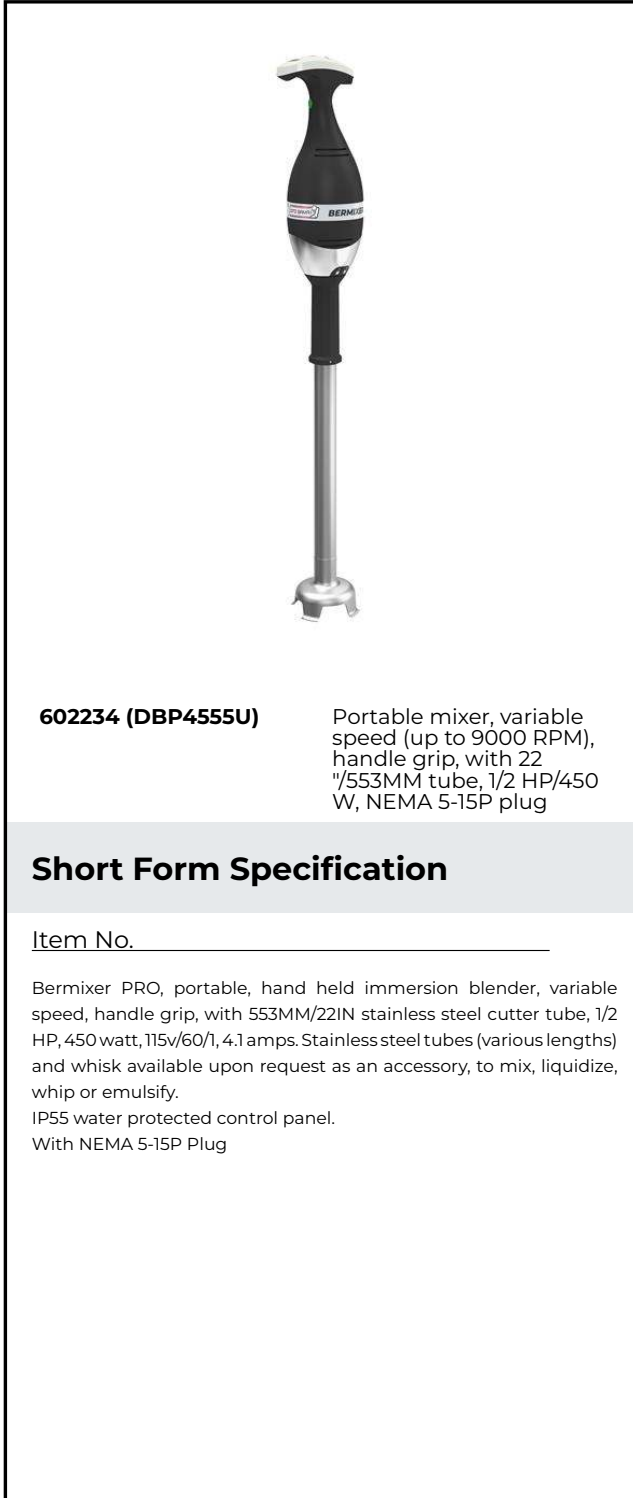 BERMIXER
602234 (DBP4555U)
Portable mixer, variable
speed (up to 9000 RPM),
handle grip, with 22
"/553MM tube, 1/2 HP/450
W, NEMA 5-15P plug
Short Form Specification
Item No.
Bermixer PRO, portable, hand held immersion blender, variable
speed, handle grip, with 553MM/22IN stainless steel cutter tube, 1/2
HP, 450 watt, 115v/60/1, 4.1 amps. Stainless steel tubes (various lengths)
and whisk available upon request as an accessory, to mix, liquidize,
whip or emulsify.
IP55 water protected control panel.
With NEMA 5-15P Plug